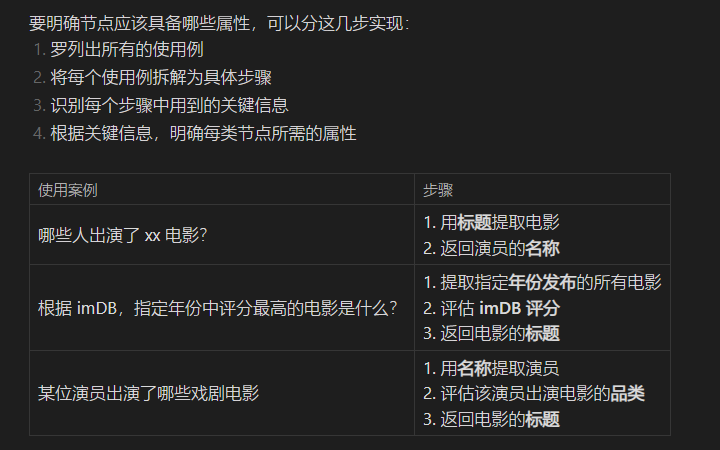 要明确节点应该具备哪些属性，可以分这几步实现：
1. 罗列出所有的使用例
2. 将每个使用例拆解为具体步骤
3. 识别每个步骤中用到的关键信息
4. 根据关键信息，明确每类节点所需的属性
使用案例
步骤
哪些人出演了 xx 电影？
1. 用标题提取电影
2. 返回演员的名称
根据 imDB，指定年份中评分最高的电影是什么？
1. 提取指定年份发布的所有电影
2. 评估 imDB 评分
3. 返回电影的标题
某位演员出演了哪些戏剧电影
1. 用名称提取演员
2. 评估该演员出演电影的品类
3. 返回电影的标题